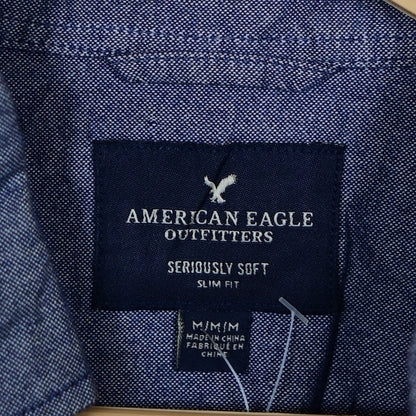 AMERICAN EAGLE
OUTFITTERS
SERIOUSLY SOFT
SLIM FIT
M/M/M
MADE IN CHINA
FABRIQUÉ EN
CHINE